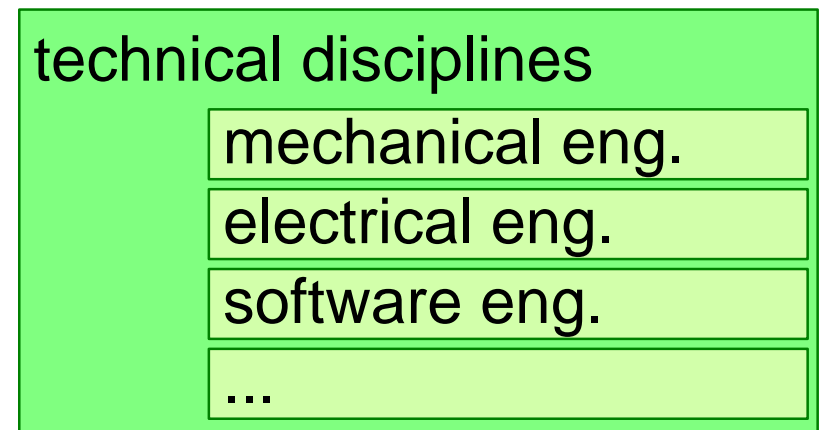 technical disciplines
mechanical eng.
electrical eng.
software eng.
...